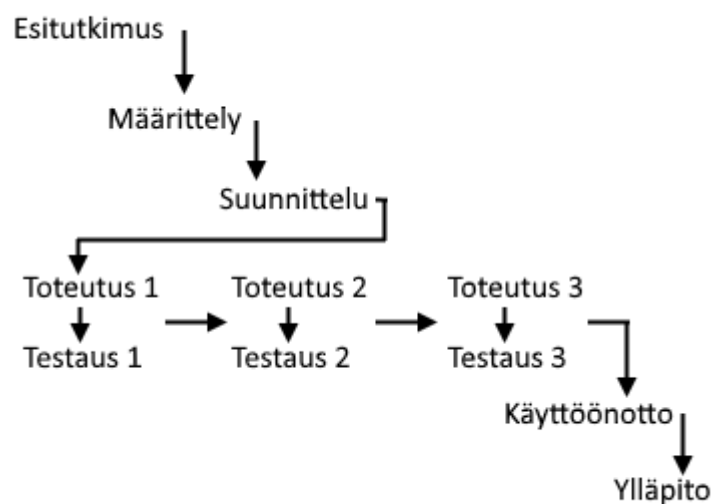 Esitutkimus
Määrittely
Suunnittelu
Toteutus 1 Toteutus 2 Toteutus 3
Testaus 1 Testaus 2 Testaus 3
Käyttöönotto
Ylläpito